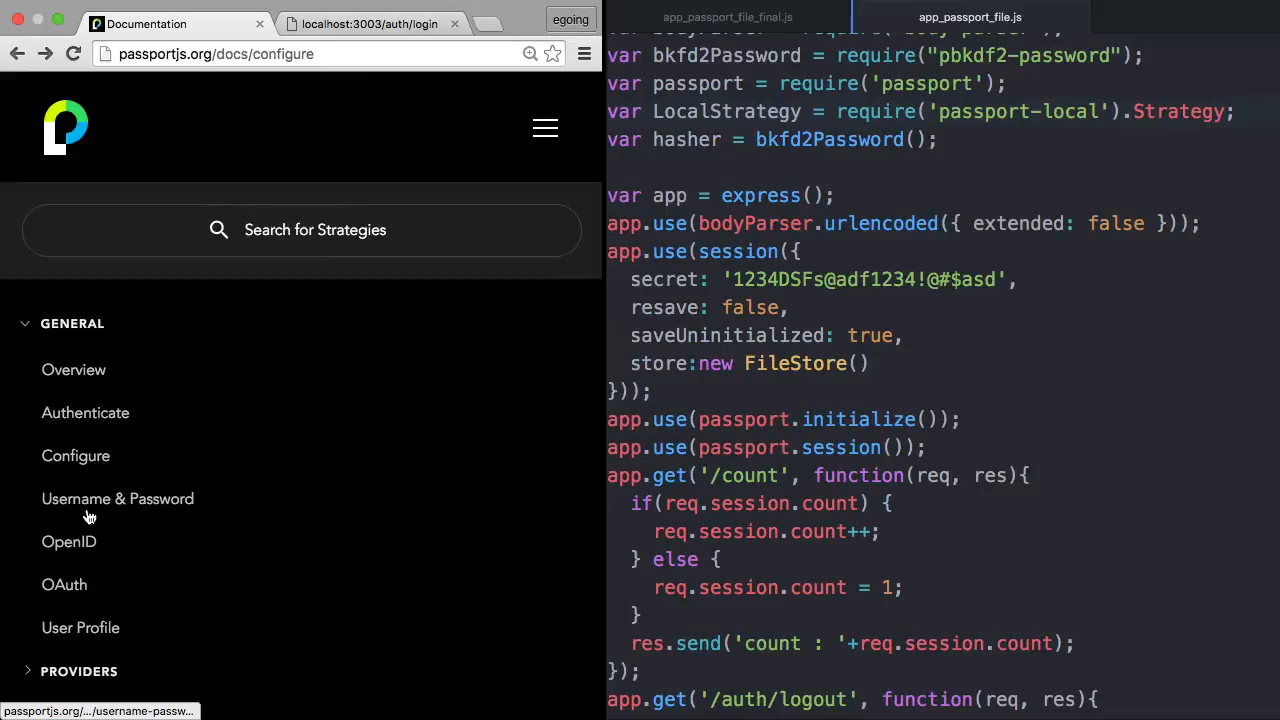 Documentation
localhost:3003/auth/login
egoing
passportjs.org/docs/configure
Search for Strategies
GENERAL
Overview
Authenticate
Configure
Username & Password
OpenID
OAuth
User Profile
PROVIDERS
passportjs.org/.../username-passw...
app_passport_file_final.js
app_passport_file.js
var bodyParser = require('body-parser');
var bkfd2Password = require("pbkdf2-password");
var passport = require('passport');
var LocalStrategy = require('passport-local').Strategy;
var hasher = bkfd2Password();
var app = express();
app.use(bodyParser.urlencoded({ extended: false }));
app.use(session({
secret: '1234DSFs@adf1234!@#$asd',
resave: false,
saveUninitialized: true,
store:new FileStore()
}));
app.use(passport.initialize());
app.use(passport.session());
app.get('/count', function(req, res){
if(req.session.count) {
req.session.count++;
} else {
req.session.count = 1;
}
res.send('count : '+req.session.count);
});
app.get('/auth/logout', function(req, res){